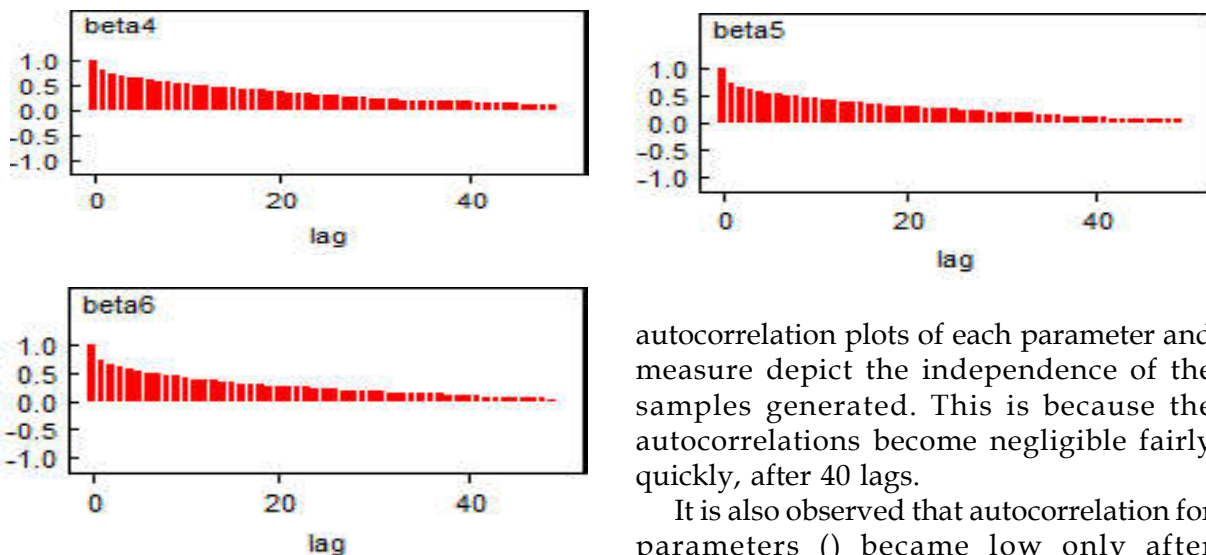 beta4
1.0
0.5
0.0
-0.5
-1.0
0 20 40
lag
beta5
1.0
0.5
0.0
-0.5
-1.0
0 20 40
lag
beta6
1.0
0.5
0.0
-0.5
-1.0
0 20 40
lag
autocorrelation plots of each parameter and
measure depict the independence of the
samples generated. This is because the
autocorrelations become negligible fairly
quickly, after 40 lags.
It is also observed that autocorrelation for
parameters () became low only after